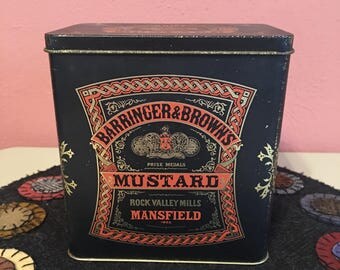 BARRINGER & BROWN'S
PRIZE MEDALS
MUSTARD
ROCK VALLEY MILLS
MANSFIELD